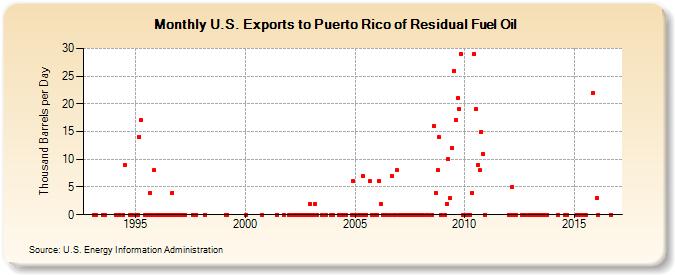 Monthly U.S. Exports to Puerto Rico of Residual Fuel Oil
Thousand Barrels per Day
30
25
20
15
10
5
0
1995 2000 2005 2010 2015
Source: U.S. Energy Information Administration